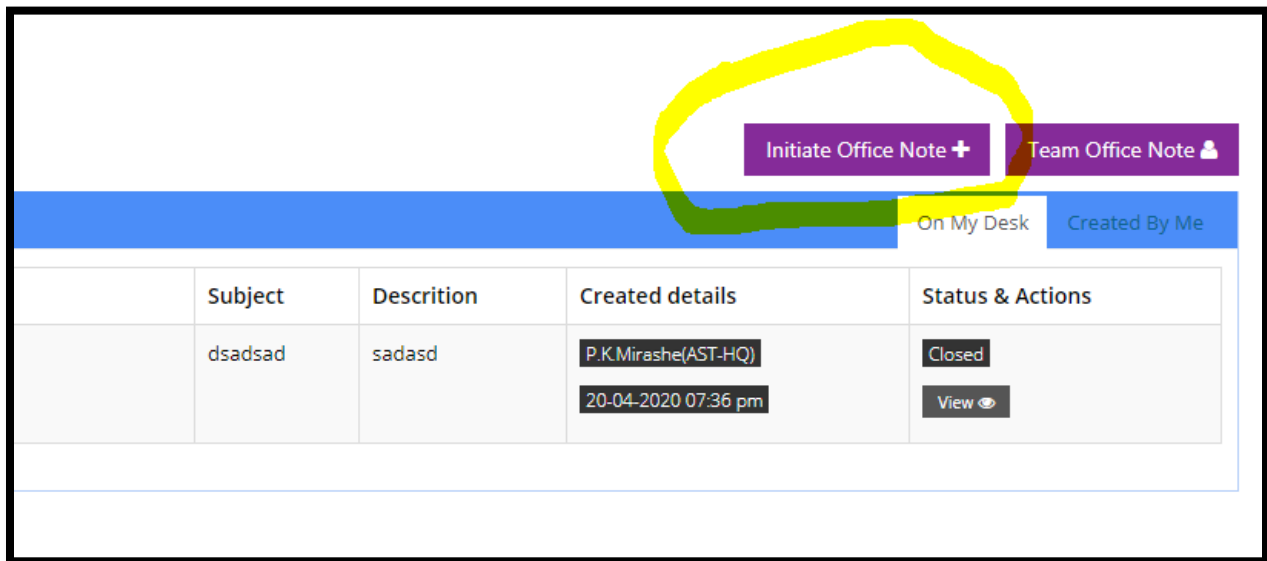 Initiate Office Note Team Office Note
On My Desk Created By Me
Subject Descrition Created details Status & Actions
dsadsad sadasd P.K.Mirashe(AST-HQ) Closed
20-04-2020 07:36 pm View